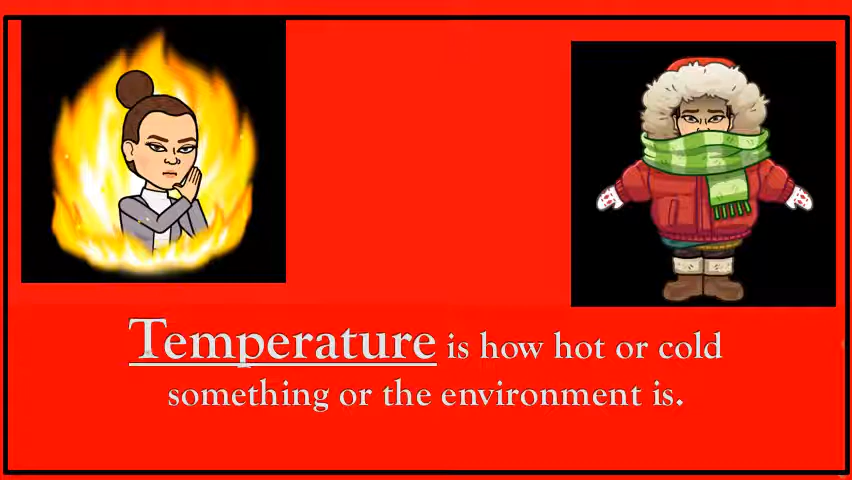 Temperature is how hot or cold
something or the environment is.